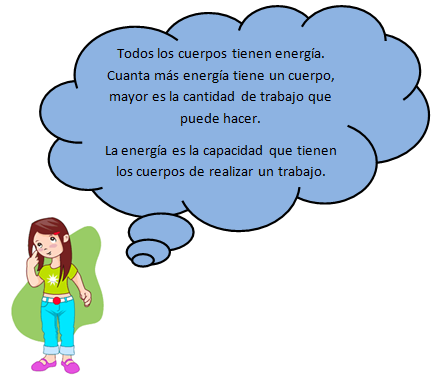 Todos los cuerpos tienen energía.
Cuanta más energía tiene un cuerpo,
mayor es la cantidad de trabajo que
puede hacer.
La energía es la capacidad que tienen
los cuerpos de realizar un trabajo.